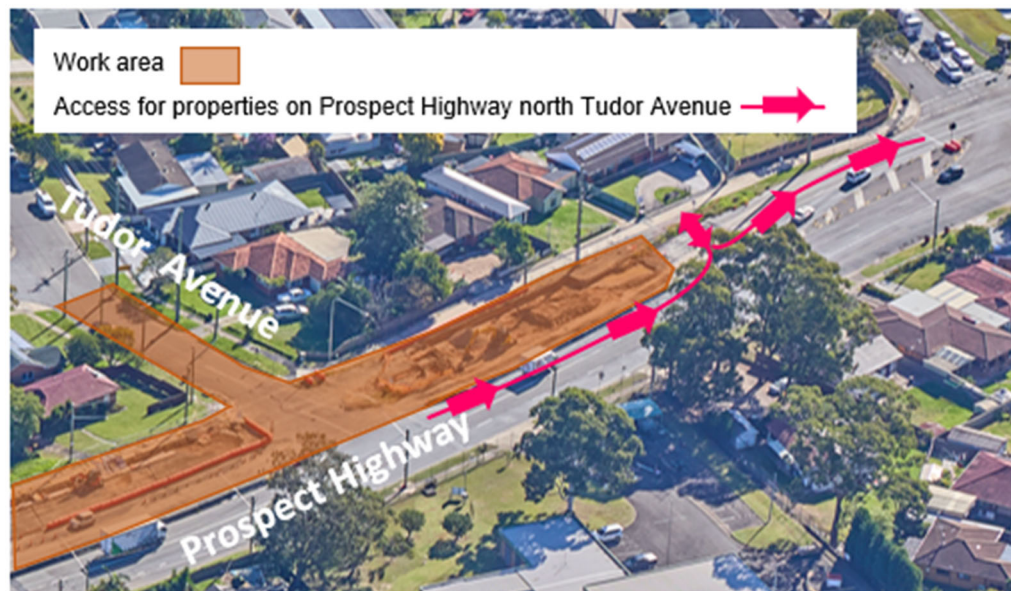 Work area
Access for properties on Prospect Highway north Tudor Avenue
Tudor Avenue
Prospect Highway